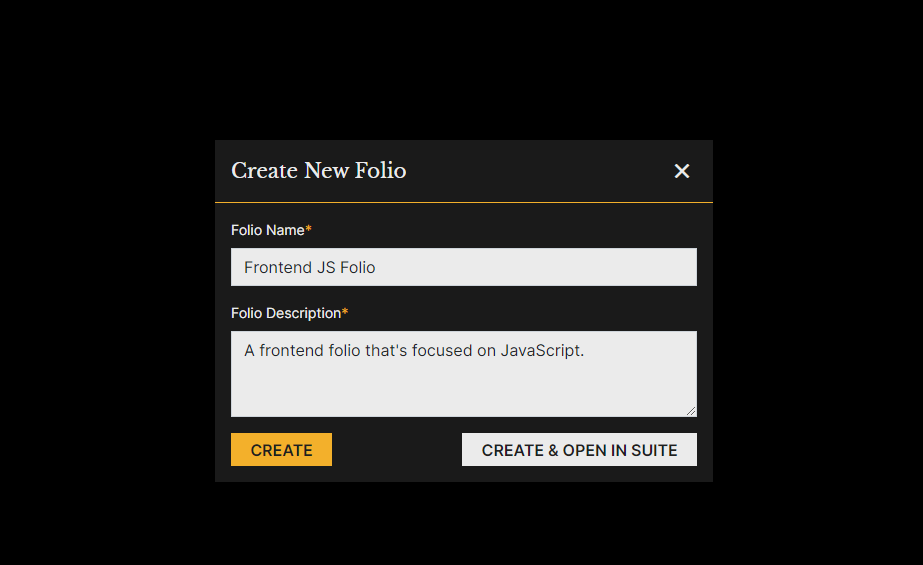 Create New Folio
Folio Name*
Frontend JS Folio
Folio Description*
A frontend folio that's focused on JavaScript.
CREATE
CREATE & OPEN IN SUITE